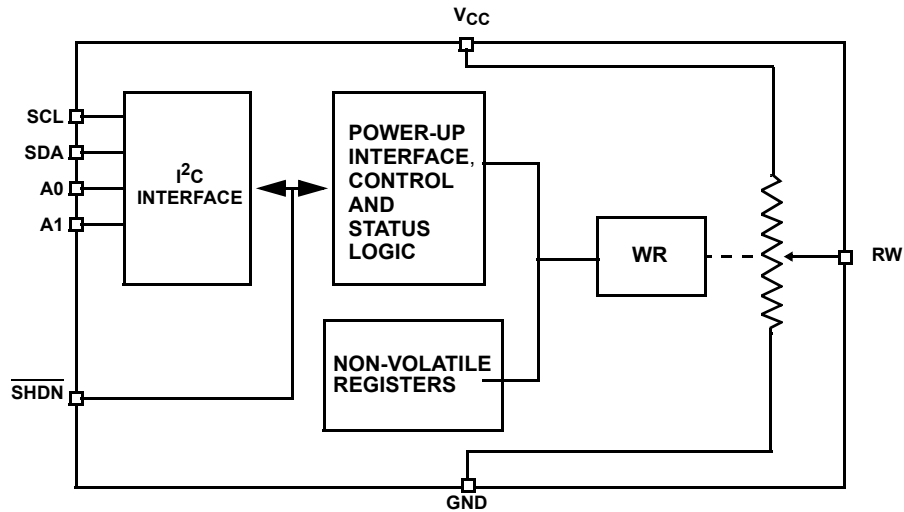 VCC
SCL
SDA
A0
A1
I²C
INTERFACE
POWER-UP
INTERFACE,
CONTROL
AND
STATUS
LOGIC
WR
RW
NON-VOLATILE
REGISTERS
SHDN
GND